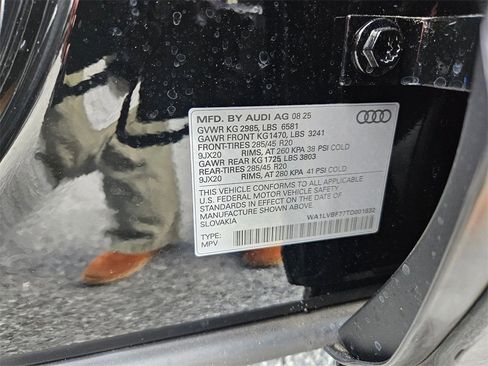 MFD. BY AUDI AG 08 25
GVWR KG 2985, LBS 6581
GAWR FRONT KG1470, LBS 3241
FRONT-TIRES 285/45 R20
9JX20 RIMS, AT 260 KPA 38 PSI COLD
GAWR REAR KG 1725 LBS 3803
REAR-TIRES 285/45 R20
9JX20 RIMS, AT 280 KPA 41 PSI COLD
THIS VEHICLE CONFORMS TO ALL APPLICABLE
FEDERAL MOTOR VEHICLE SAFETY
STANDARDS IN EFFECT ON THE DATE OF
MANUFACTURE SHOWN ABOVE.
SLOVAKIA
TYPE:
MPV